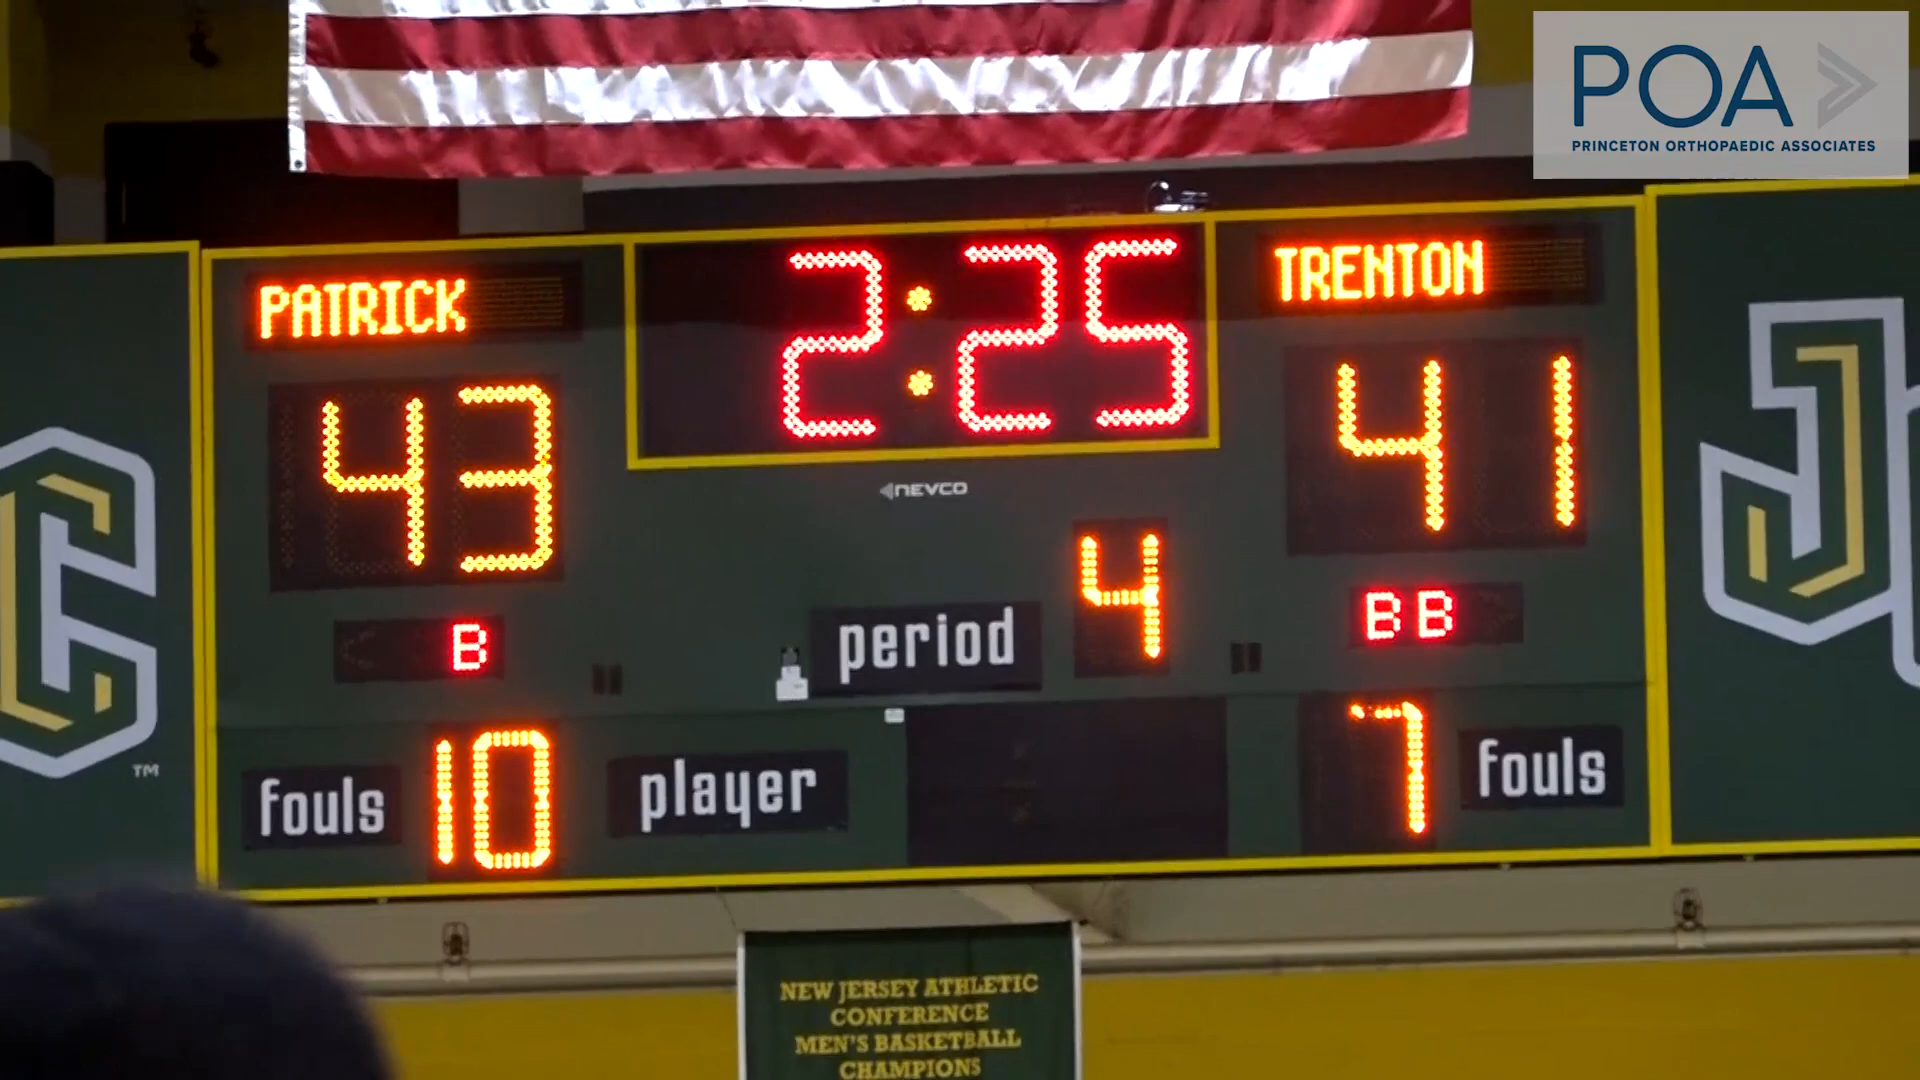 POA
PRINCETON ORTHOPAEDIC ASSOCIATES
PATRICK
2:25
TRENTON
43
41
NEVCO
B
period
4
BB
fouls
10
player
7
fouls
C
J
TM
NEW JERSEY ATHLETIC
CONFERENCE
MEN'S BASKETBALL
CHAMPIONS